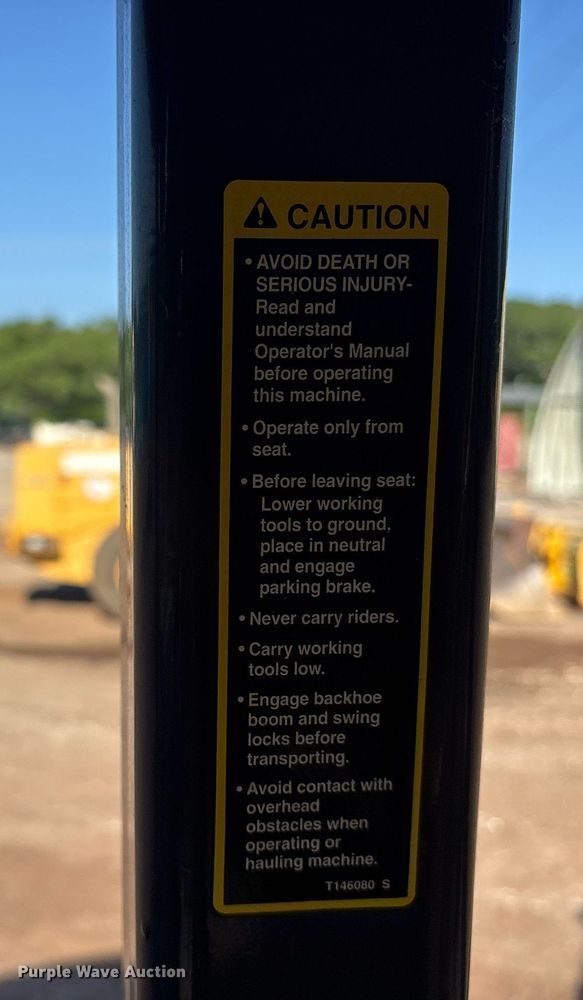 CAUTION
• AVOID DEATH OR
SERIOUS INJURY-
Read and
understand
Operator's Manual
before operating
this machine.
• Operate only from
seat.
• Before leaving seat:
Lower working
tools to ground,
place in neutral
and engage
parking brake.
• Never carry riders.
• Carry working
tools low.
• Engage backhoe
boom and swing
locks before
transporting.
• Avoid contact with
overhead
obstacles when
operating or
hauling machine.
T146080 S
Purple Wave Auction